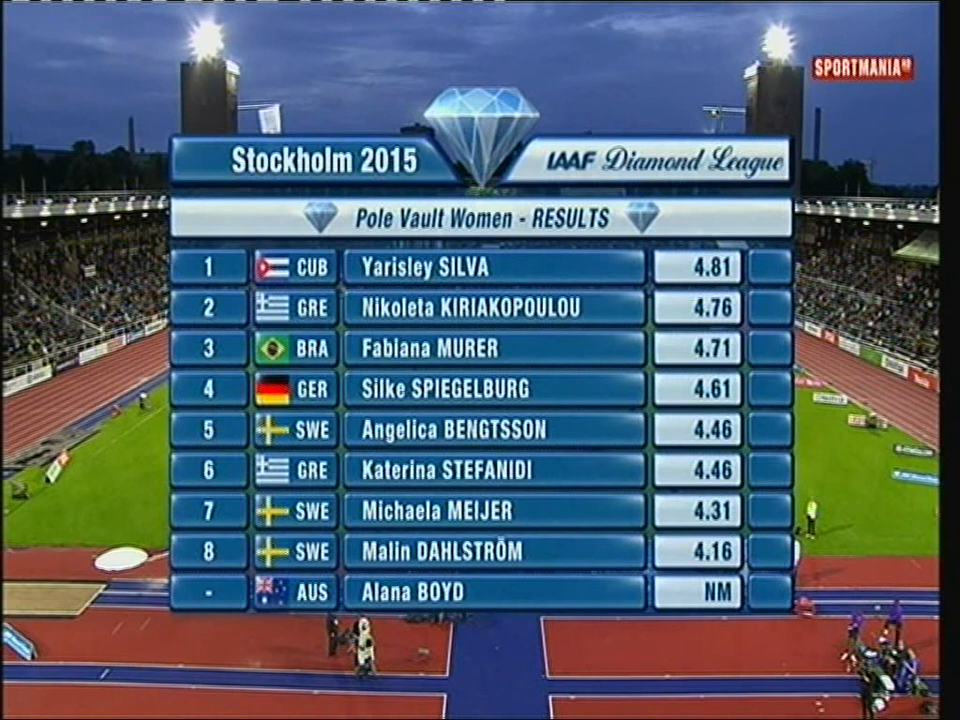 SPORTMANIA HD
Stockholm 2015
IAAF Diamond League
Pole Vault Women - RESULTS
1 CUB Yarisley SILVA 4.81
2 GRE Nikoleta KIRIAKOPOULOU 4.76
3 BRA Fabiana MURER 4.71
4 GER Silke SPIEGELBURG 4.61
5 SWE Angelica BENGTSSON 4.46
6 GRE Katerina STEFANIDI 4.46
7 SWE Michaela MEIJER 4.31
8 SWE Malin DAHLSTRÖM 4.16
- AUS Alana BOYD NM